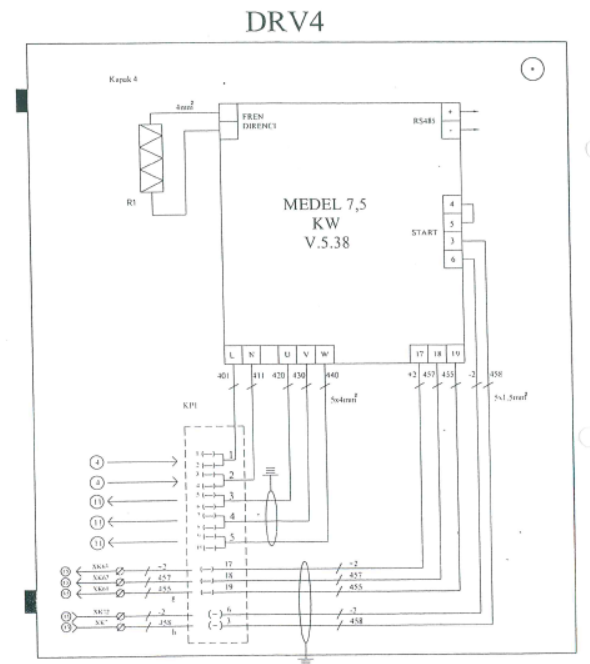 DRV4
Kapak 4
4mm²
FREN
DIRENCI
RS485
+
-
R1
MEDEL 7,5
KW
V.5.38
START
4
5
3
6
L N U V W
17 18 19
401 411 420 430 440
+2 457 455 -2 458
5x4mm²
5x1.5mm²
KP1
4
4
11
11
1
2
3
4
5
17
18
19
+2
457
455
-2
457
455
6
3
-2
458
-2
458